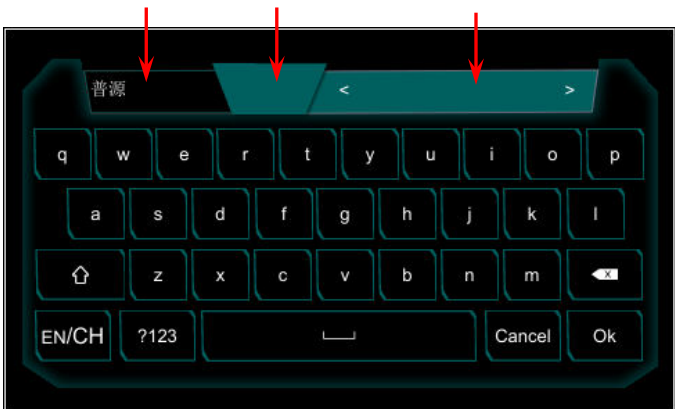 普源 < >
q w e r t y u i o p
a s d f g h j k l
z x c v b n m x
EN/CH ?123 Cancel Ok